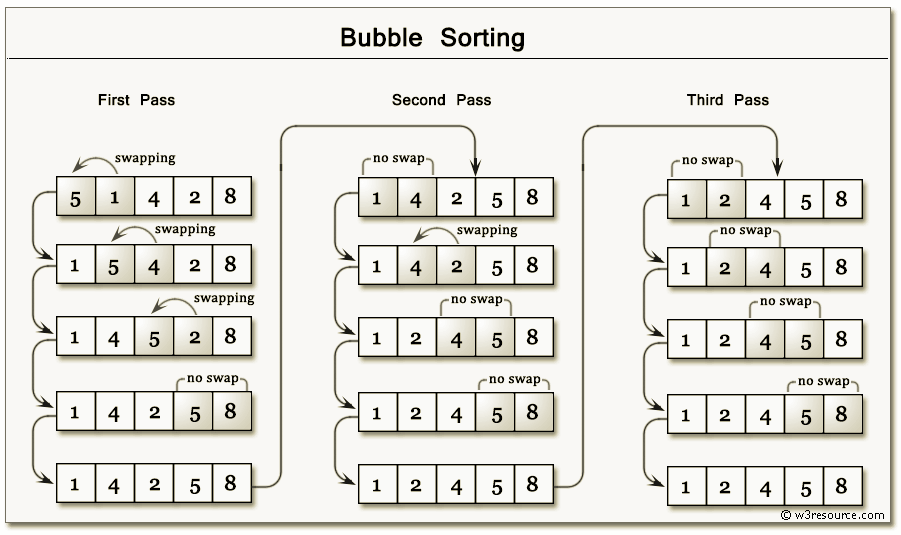 Bubble Sorting
First Pass
swapping
5 1 4 2 8
swapping
1 5 4 2 8
swapping
1 4 5 2 8
no swap
1 4 2 5 8
1 4 2 5 8
Second Pass
no swap
1 4 2 5 8
swapping
1 4 2 5 8
no swap
1 2 4 5 8
no swap
1 2 4 5 8
1 2 4 5 8
Third Pass
no swap
1 2 4 5 8
no swap
1 2 4 5 8
no swap
1 2 4 5 8
no swap
1 2 4 5 8
1 2 4 5 8
© w3resource.com